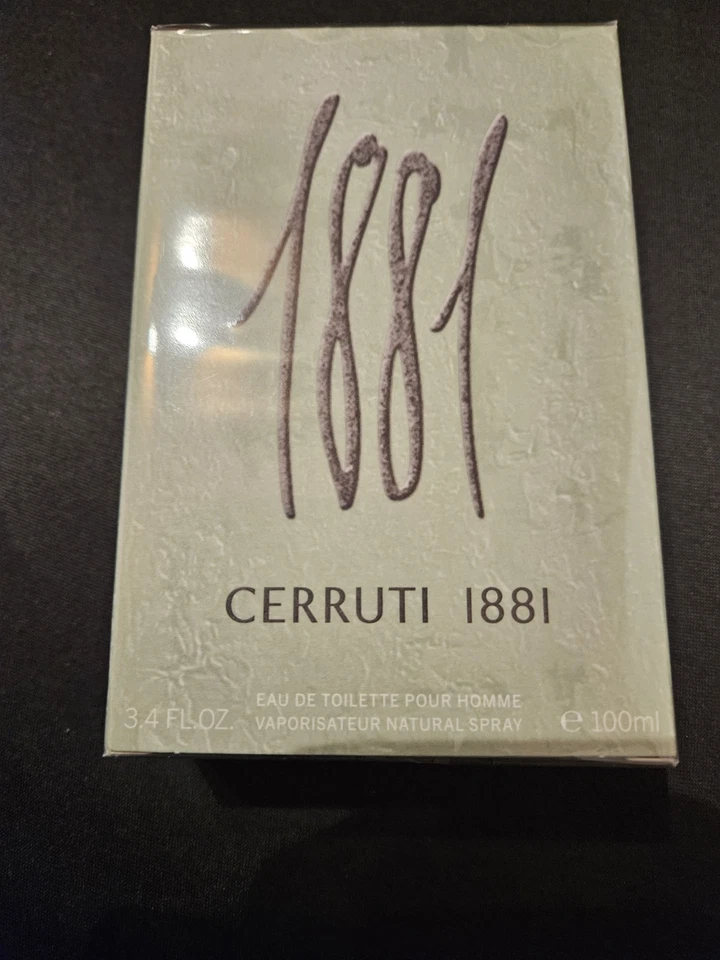 1881
CERRUTI 1881
EAU DE TOILETTE POUR HOMME
3.4 FL.OZ. VAPORISATEUR NATURAL SPRAY e 100ml